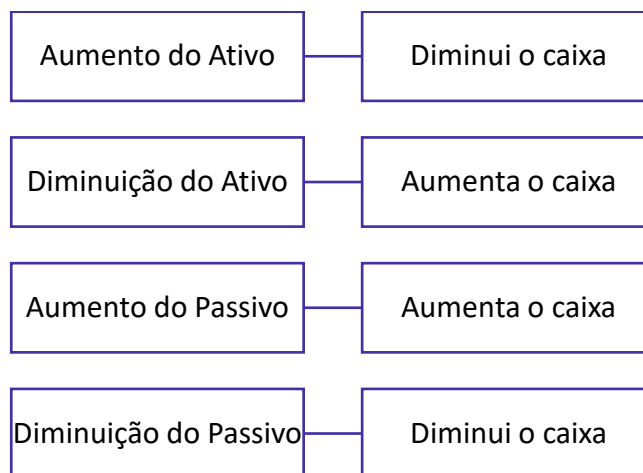 Aumento do Ativo
Diminui o caixa
Diminuição do Ativo
Aumenta o caixa
Aumento do Passivo
Aumenta o caixa
Diminuição do Passivo
Diminui o caixa